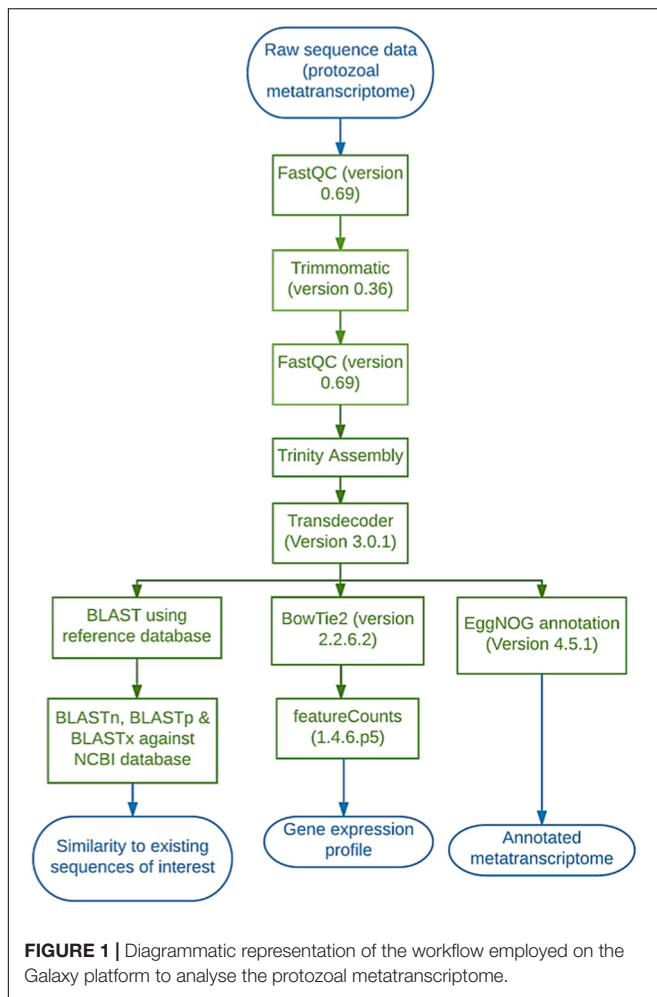 Raw sequence data
(protozoal
metatranscriptome)
FastQC (version
0.69)
Trimmomatic
(version 0.36)
FastQC (version
0.69)
Trinity Assembly
Transdecoder
(Version 3.0.1)
BLAST using
reference database
BowTie2 (version
2.2.6.2)
EggNOG annotation
(Version 4.5.1)
BLASTn, BLASTp &
BLASTx against
NCBI database
featureCounts
(1.4.6.p5)
Similarity to existing
sequences of interest
Gene expression
profile
Annotated
metatranscriptome
FIGURE 1 | Diagrammatic representation of the workflow employed on the
Galaxy platform to analyse the protozoal metatranscriptome.